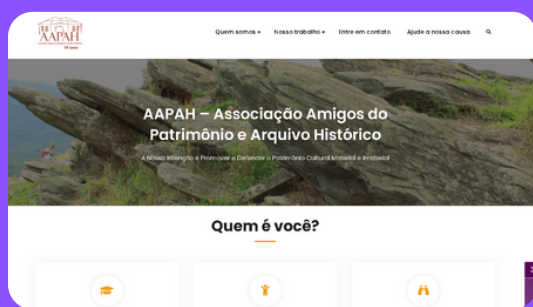 AAPAH
Quem somos
Nosso trabalho
Entre em contato
Ajude a nossa causa
AAPAH – Associação Amigos do
Patrimônio e Arquivo Histórico
A Nossa Intenção é Promover e Defender o Patrimônio Cultural Material e Imaterial
Quem é você?